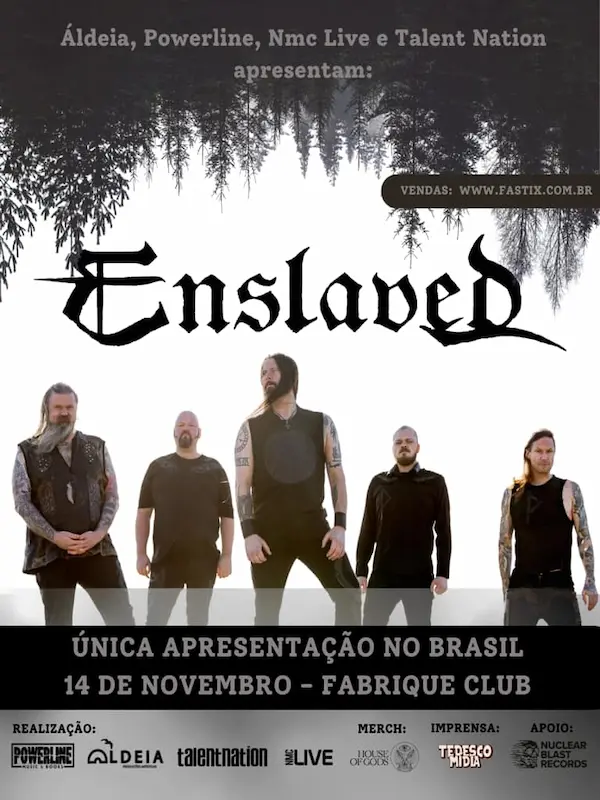 Áldeia, Powerline, Nmc Live e Talent Nation
apresentam:
VENDAS: WWW.FASTIX.COM.BR
Enslaved
ÚNICA APRESENTAÇÃO NO BRASIL
14 DE NOVEMBRO – FABRIQUE CLUB
REALIZAÇÃO: MERCH: IMPRENSA: APOIO:
POWERLINE
MUSIC & BOOKS
ALDEIA
talentnation
NMC LIVE
HOUSE
OF GODS
TEDESCO
MIDIA
NUCLEAR
BLAST
RECORDS